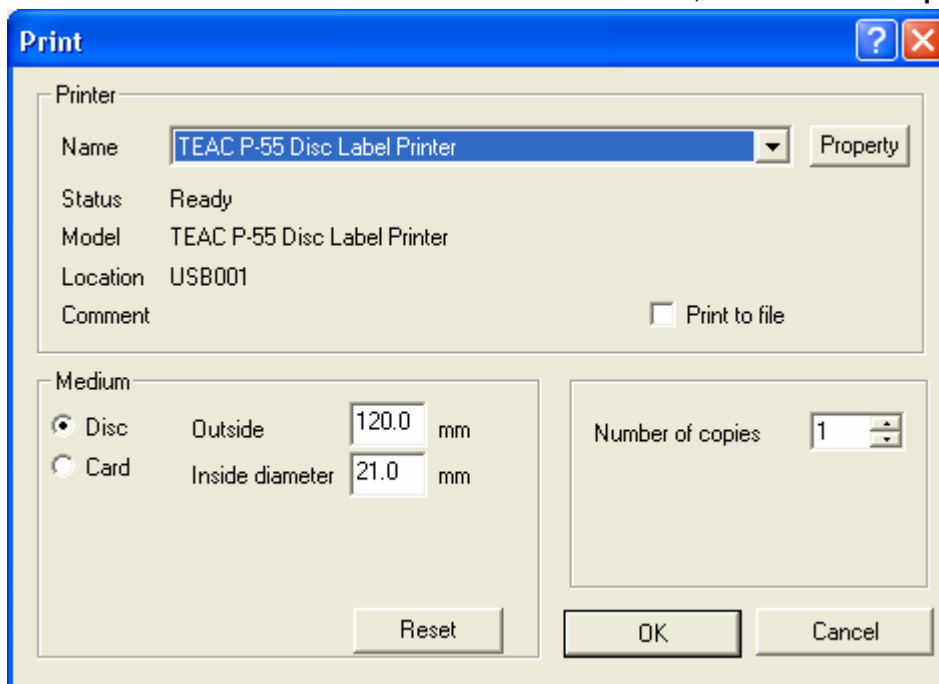 Print
Printer
Name TEAC P-55 Disc Label Printer Property
Status Ready
Model TEAC P-55 Disc Label Printer
Location USB001
Comment Print to file
Medium
Disc Outside 120.0 mm
Card Inside diameter 21.0 mm
Number of copies 1
Reset
OK Cancel